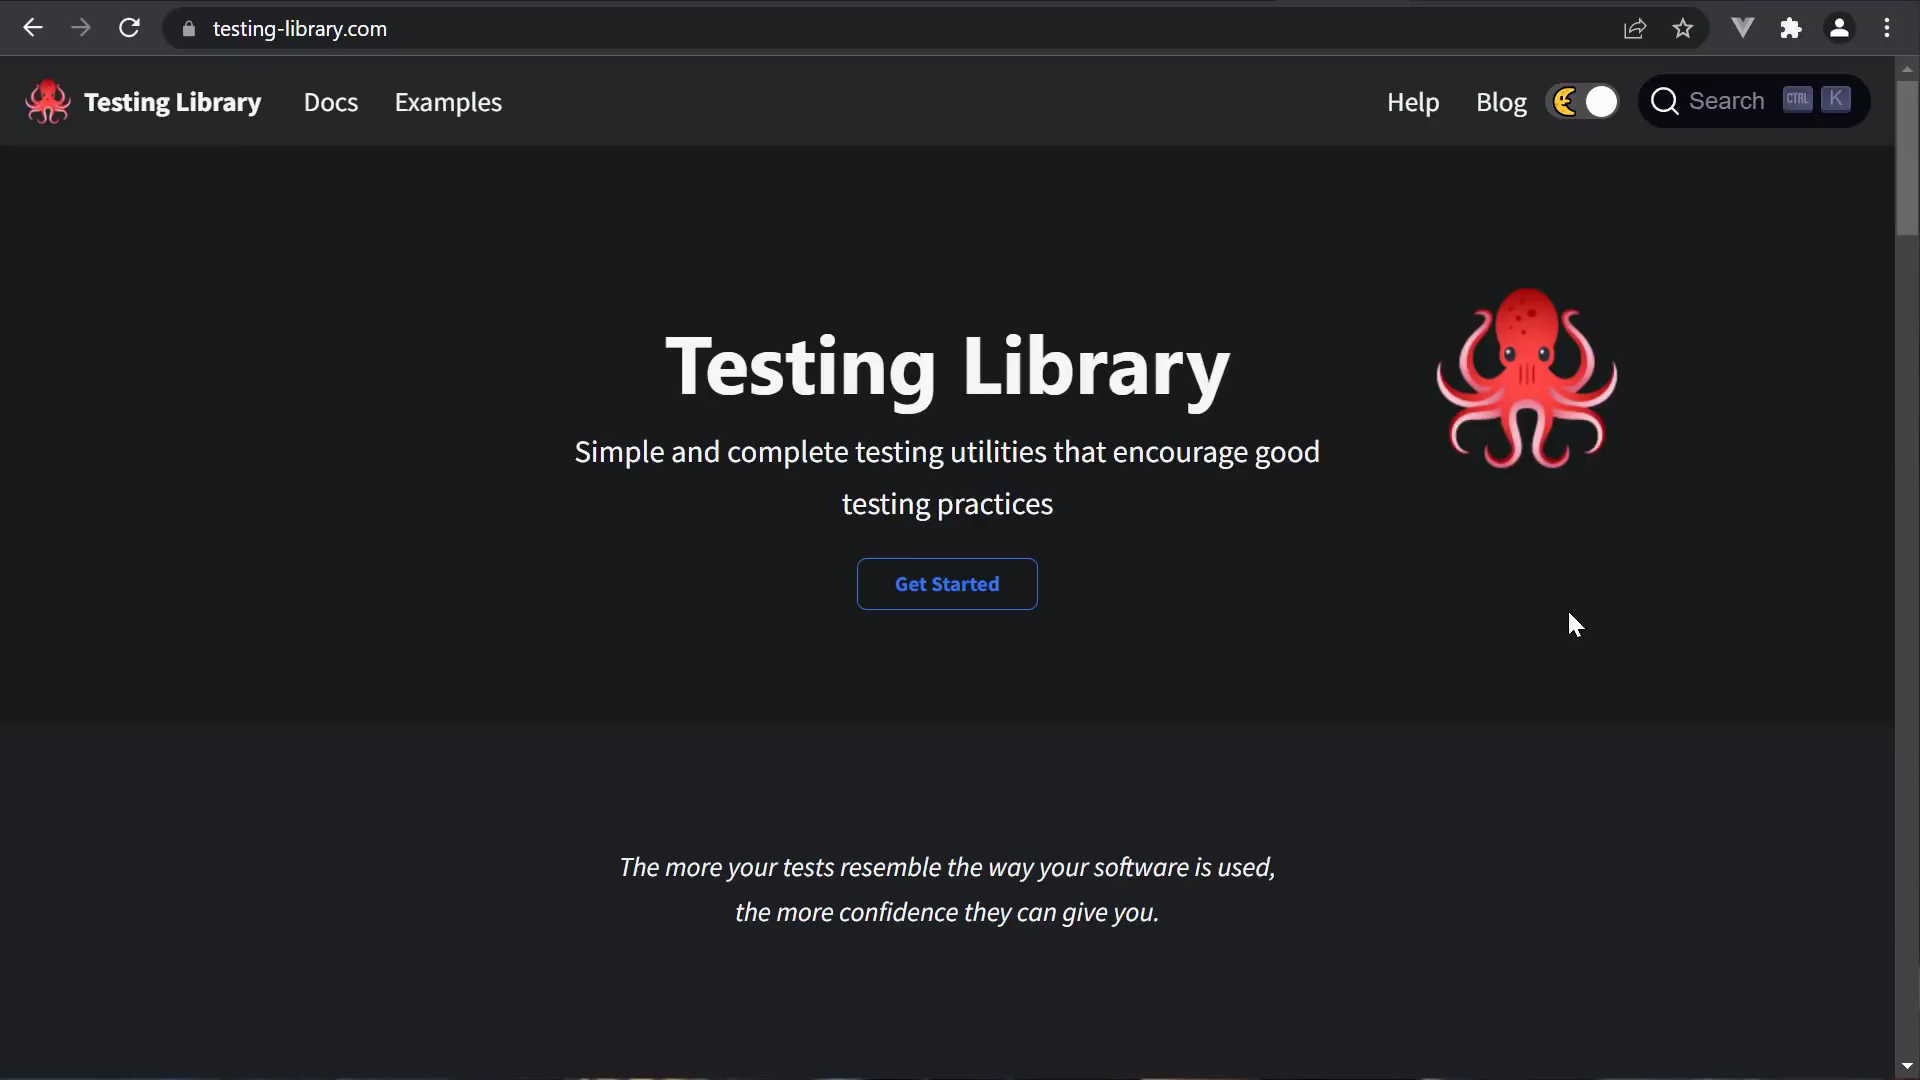 testing-library.com
Testing Library Docs Examples Help Blog Search CTRL K
Testing Library
Simple and complete testing utilities that encourage good
testing practices
Get Started
The more your tests resemble the way your software is used,
the more confidence they can give you.